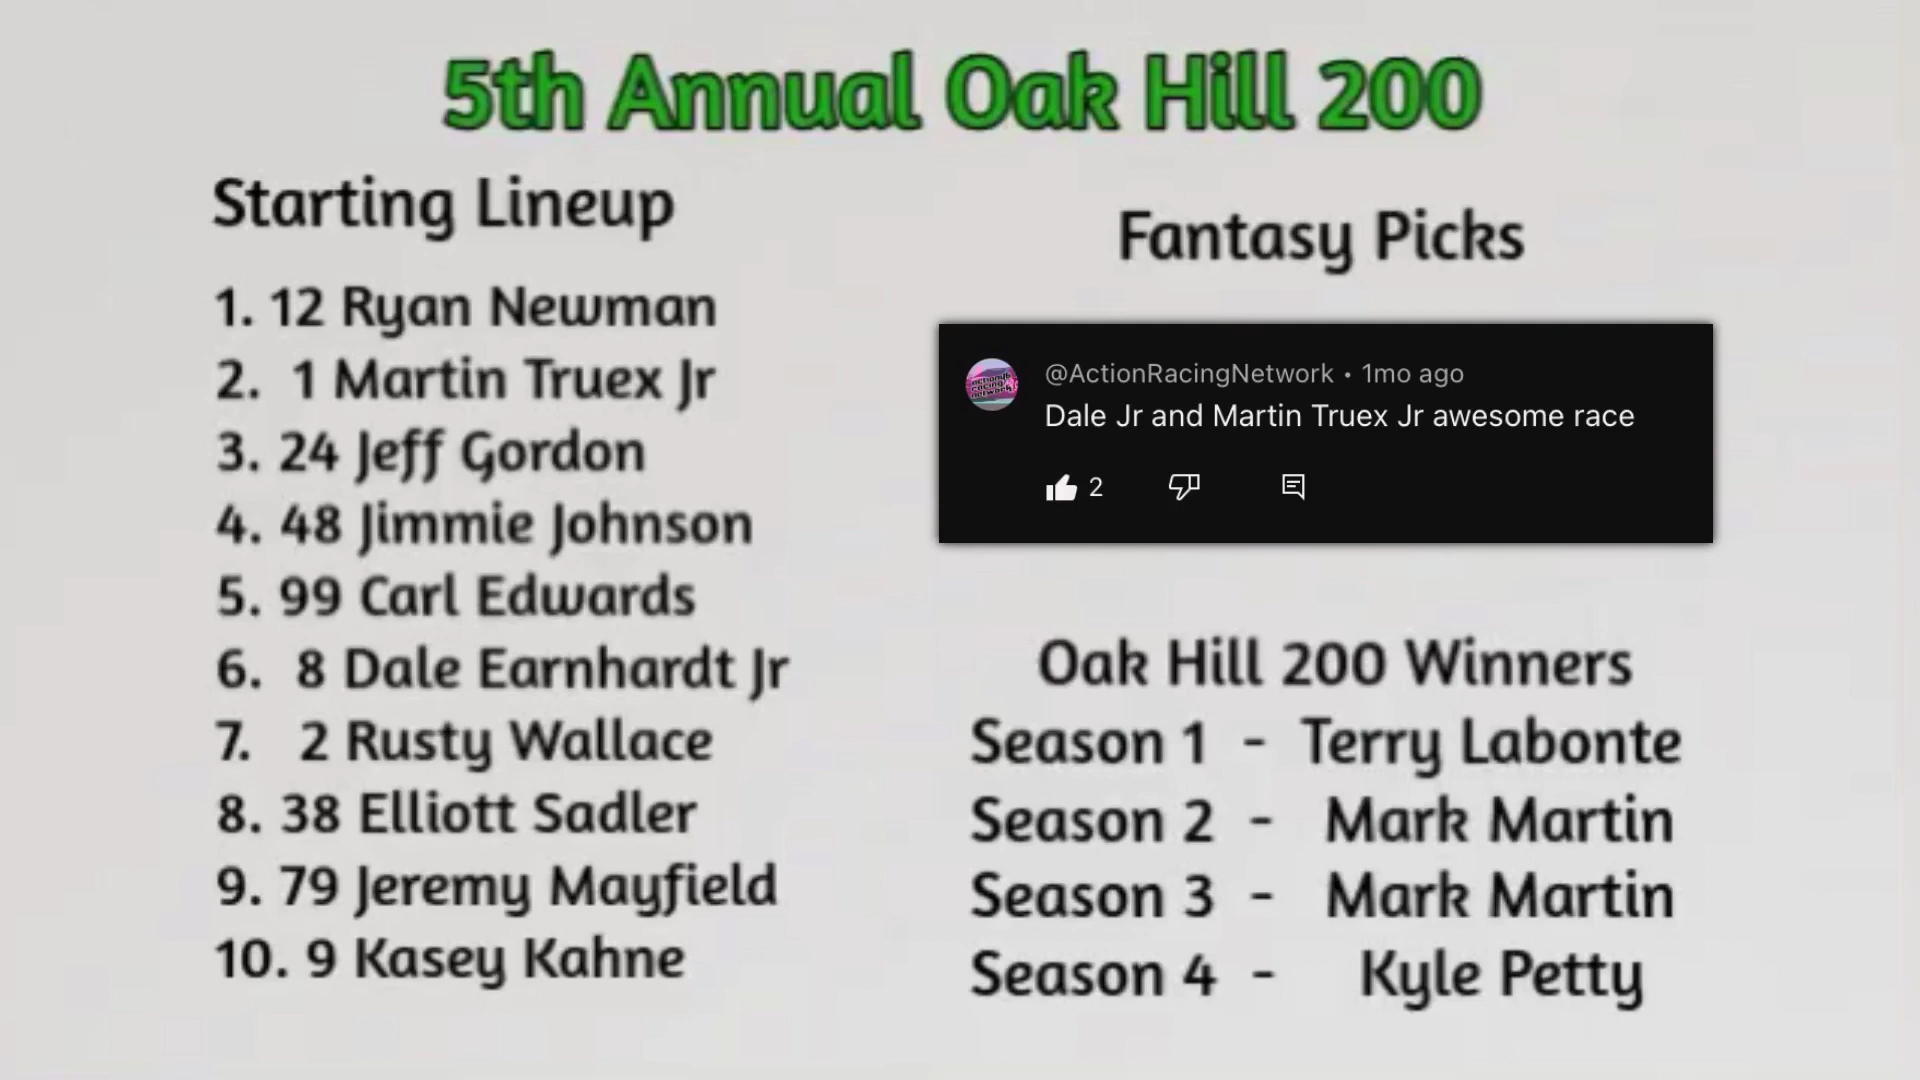 5th Annual Oak Hill 200
Starting Lineup
1. 12 Ryan Newman
2. 1 Martin Truex Jr
3. 24 Jeff Gordon
4. 48 Jimmie Johnson
5. 99 Carl Edwards
6. 8 Dale Earnhardt Jr
7. 2 Rusty Wallace
8. 38 Elliott Sadler
9. 79 Jeremy Mayfield
10. 9 Kasey Kahne
Fantasy Picks
@ActionRacingNetwork • 1mo ago
Dale Jr and Martin Truex Jr awesome race
2
Oak Hill 200 Winners
Season 1 - Terry Labonte
Season 2 - Mark Martin
Season 3 - Mark Martin
Season 4 - Kyle Petty